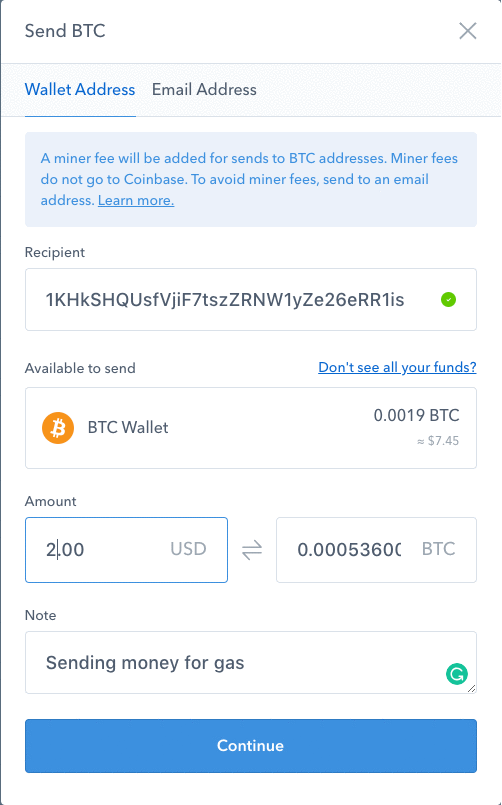 Send BTC
Wallet Address Email Address
A miner fee will be added for sends to BTC addresses. Miner fees
do not go to Coinbase. To avoid miner fees, send to an email
address. Learn more.
Recipient
1KHkSHQUsfVjiF7tszZRNW1yZe26eRR1is
Available to send Don't see all your funds?
BTC Wallet 0.0019 BTC
≈ $7.45
Amount
2.00 USD 0.00053600 BTC
Note
Sending money for gas
Continue